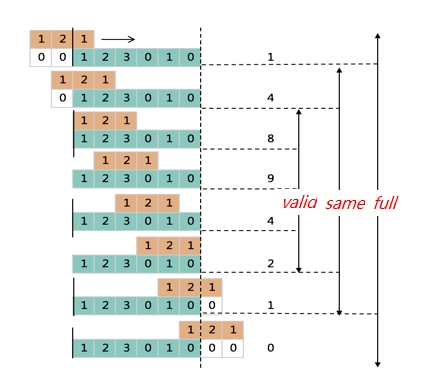 1 2 1
0 0 1 2 3 0 1 0 1
1 2 1
0 1 2 3 0 1 0 4
1 2 1
1 2 3 0 1 0 8
1 2 1
1 2 3 0 1 0 9
valid same full
1 2 1
1 2 3 0 1 0 4
1 2 1
1 2 3 0 1 0 2
1 2 1
1 2 3 0 1 0 0 1
1 2 1
1 2 3 0 1 0 0 0 0